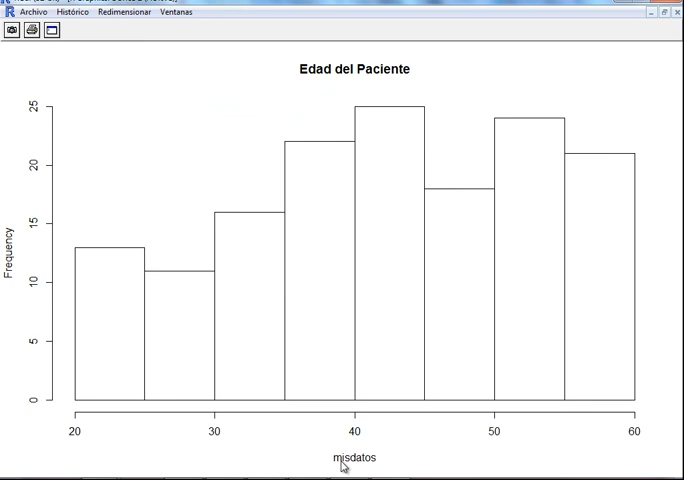 Archivo Histórico Redimensionar Ventanas
Edad del Paciente
25
20
15
10
5
0
Frequency
20 30 40 50 60
misdatos